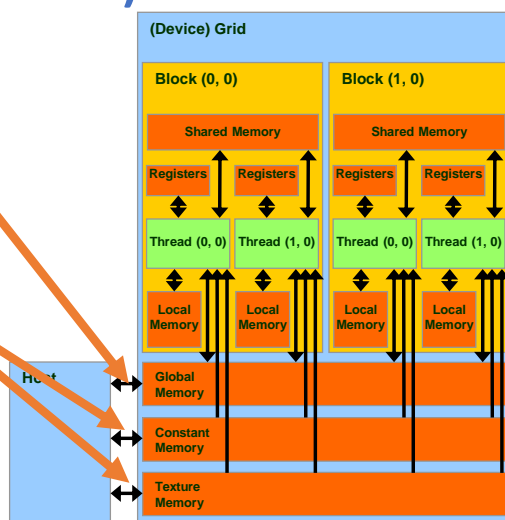 (Device) Grid
Block (0, 0)
Block (1, 0)
Shared Memory
Shared Memory
Registers
Registers
Registers
Registers
Thread (0, 0)
Thread (1, 0)
Thread (0, 0)
Thread (1, 0)
Local
Memory
Local
Memory
Local
Memory
Local
Memory
Host
Global
Memory
Constant
Memory
Texture
Memory